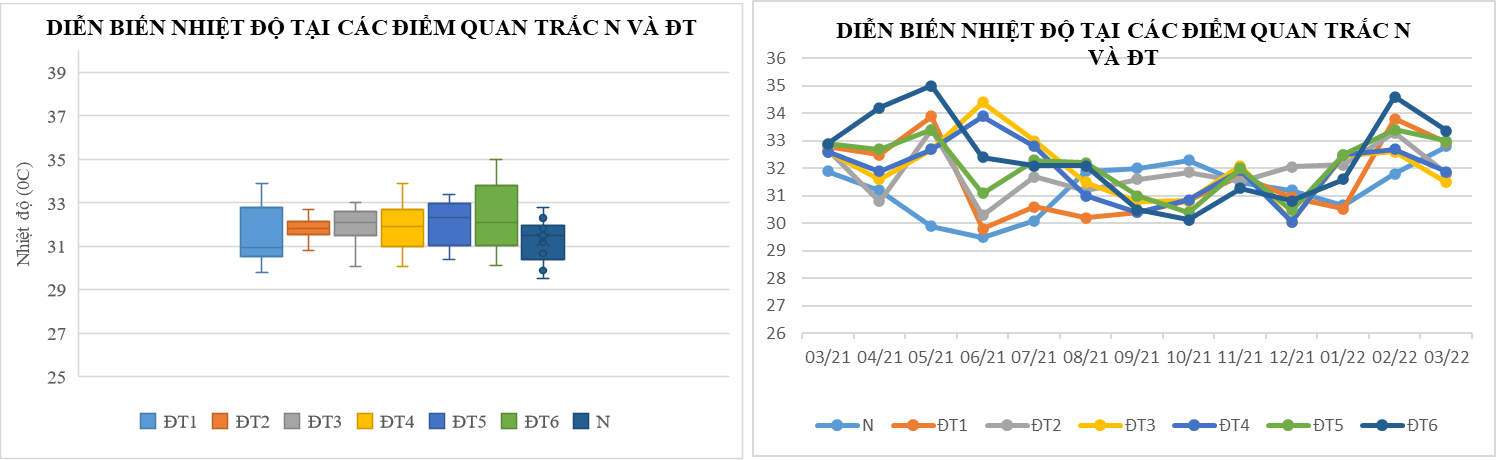 DIỄN BIẾN NHIỆT ĐỘ TẠI CÁC ĐIỂM QUAN TRẮC N VÀ ĐT
39
37
35
33
31
29
27
25
Nhiệt độ (0C)
ĐT1 ĐT2 ĐT3 ĐT4 ĐT5 ĐT6 N
DIỄN BIẾN NHIỆT ĐỘ TẠI CÁC ĐIỂM QUAN TRẮC N
VÀ ĐT
36
35
34
33
32
31
30
29
28
27
26
03/21 04/21 05/21 06/21 07/21 08/21 09/21 10/21 11/21 12/21 01/22 02/22 03/22
N ĐT1 ĐT2 ĐT3 ĐT4 ĐT5 ĐT6